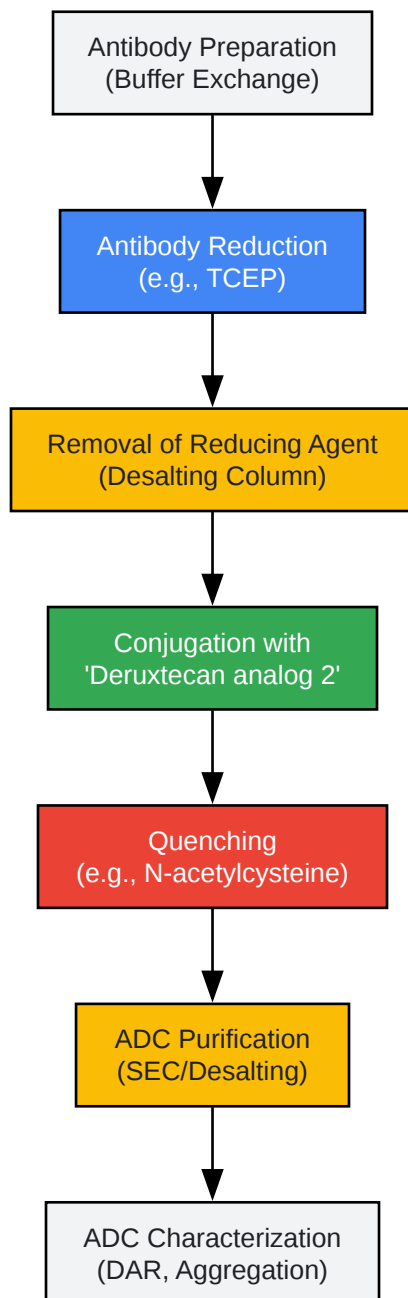 Antibody Preparation
(Buffer Exchange)
Antibody Reduction
(e.g., TCEP)
Removal of Reducing Agent
(Desalting Column)
Conjugation with
'Deruxtecan analog 2'
Quenching
(e.g., N-acetylcysteine)
ADC Purification
(SEC/Desalting)
ADC Characterization
(DAR, Aggregation)